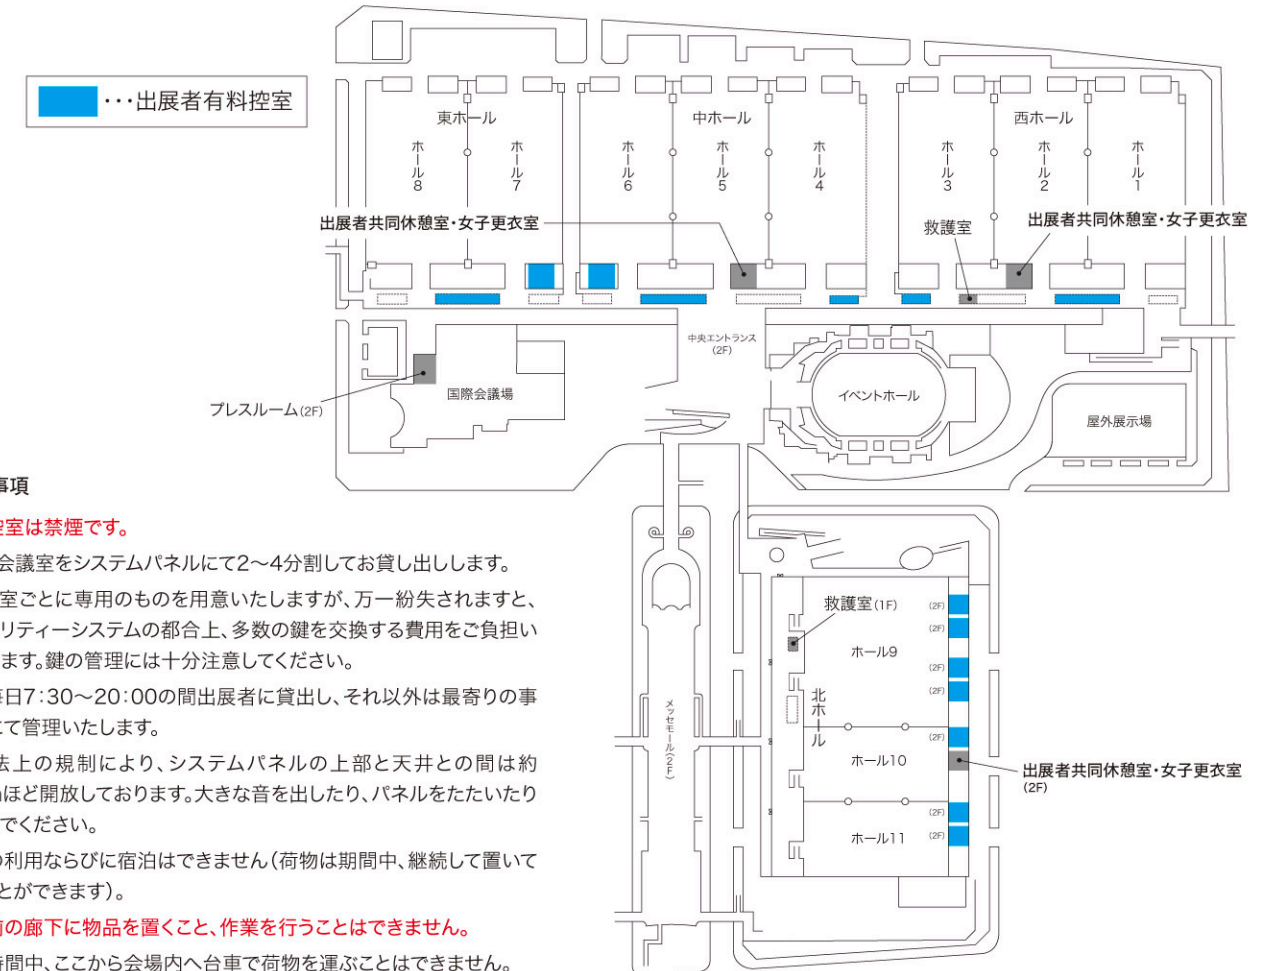 ･･･出展者有料控室
東ホール
中ホール
西ホール
ホール8
ホール7
ホール6
ホール5
ホール4
ホール3
ホール2
ホール1
出展者共同休憩室・女子更衣室
救護室
出展者共同休憩室・女子更衣室
中央エントランス
(2F)
プレスルーム(2F)
国際会議場
イベントホール
屋外展示場
事項
控室は禁煙です。
会議室をシステムパネルにて2〜4分割してお貸し出しします。
室ごとに専用のものを用意いたしますが、万一紛失されますと、
リティーシステムの都合上、多数の鍵を交換する費用をご負担い
ます。鍵の管理には十分注意してください。
毎日7:30〜20:00の間出展者に貸出し、それ以外は最寄りの事
にて管理いたします。
法上の規制により、システムパネルの上部と天井との間は約
ほど開放しております。大きな音を出したり、パネルをたたいたり
でください。
の利用ならびに宿泊はできません(荷物は期間中、継続して置いて
とができます)。
前の廊下に物品を置くこと、作業を行うことはできません。
時間中、ここから会場内へ台車で荷物を運ぶことはできません。
メッセモール(2F)
救護室(1F)
(2F)
(2F)
ホール9
(2F)
(2F)
北ホール
(2F)
ホール10
出展者共同休憩室・女子更衣室
(2F)
(2F)
ホール11
(2F)